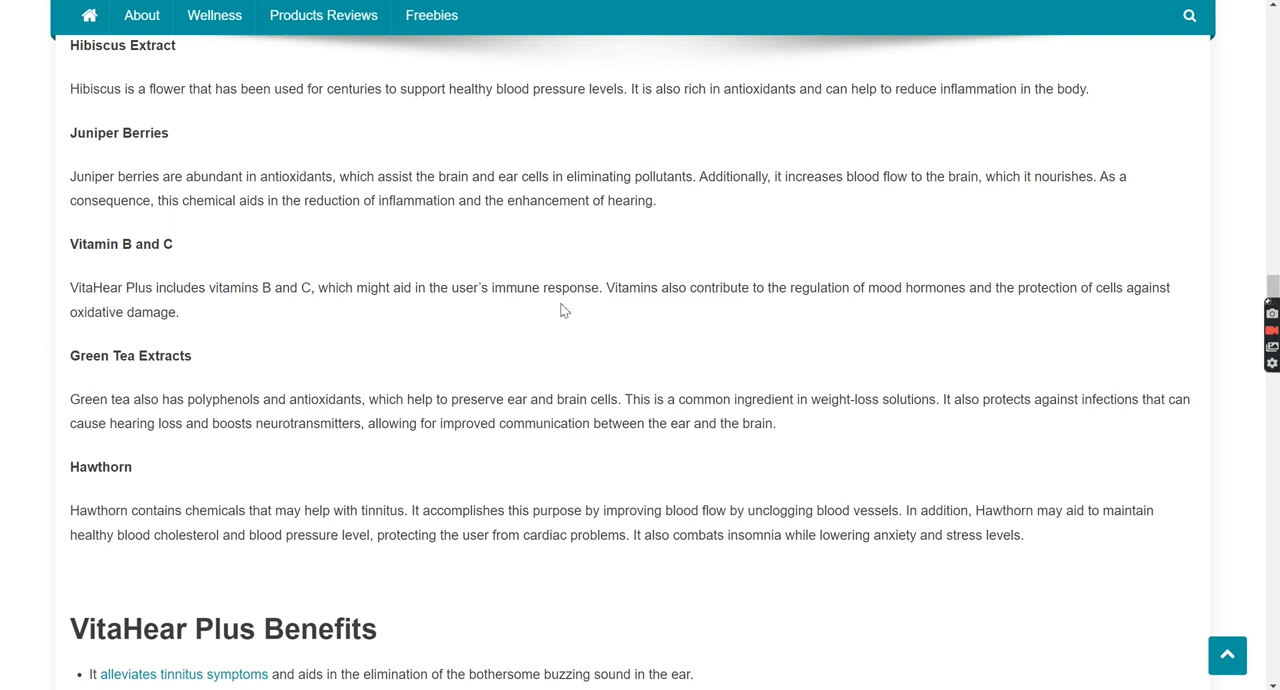 About Wellness Products Reviews Freebies
Hibiscus Extract
Hibiscus is a flower that has been used for centuries to support healthy blood pressure levels. It is also rich in antioxidants and can help to reduce inflammation in the body.
Juniper Berries
Juniper berries are abundant in antioxidants, which assist the brain and ear cells in eliminating pollutants. Additionally, it increases blood flow to the brain, which it nourishes. As a
consequence, this chemical aids in the reduction of inflammation and the enhancement of hearing.
Vitamin B and C
VitaHear Plus includes vitamins B and C, which might aid in the user’s immune response. Vitamins also contribute to the regulation of mood hormones and the protection of cells against
oxidative damage.
Green Tea Extracts
Green tea also has polyphenols and antioxidants, which help to preserve ear and brain cells. This is a common ingredient in weight-loss solutions. It also protects against infections that can
cause hearing loss and boosts neurotransmitters, allowing for improved communication between the ear and the brain.
Hawthorn
Hawthorn contains chemicals that may help with tinnitus. It accomplishes this purpose by improving blood flow by unclogging blood vessels. In addition, Hawthorn may aid to maintain
healthy blood cholesterol and blood pressure level, protecting the user from cardiac problems. It also combats insomnia while lowering anxiety and stress levels.
VitaHear Plus Benefits
• It alleviates tinnitus symptoms and aids in the elimination of the bothersome buzzing sound in the ear.